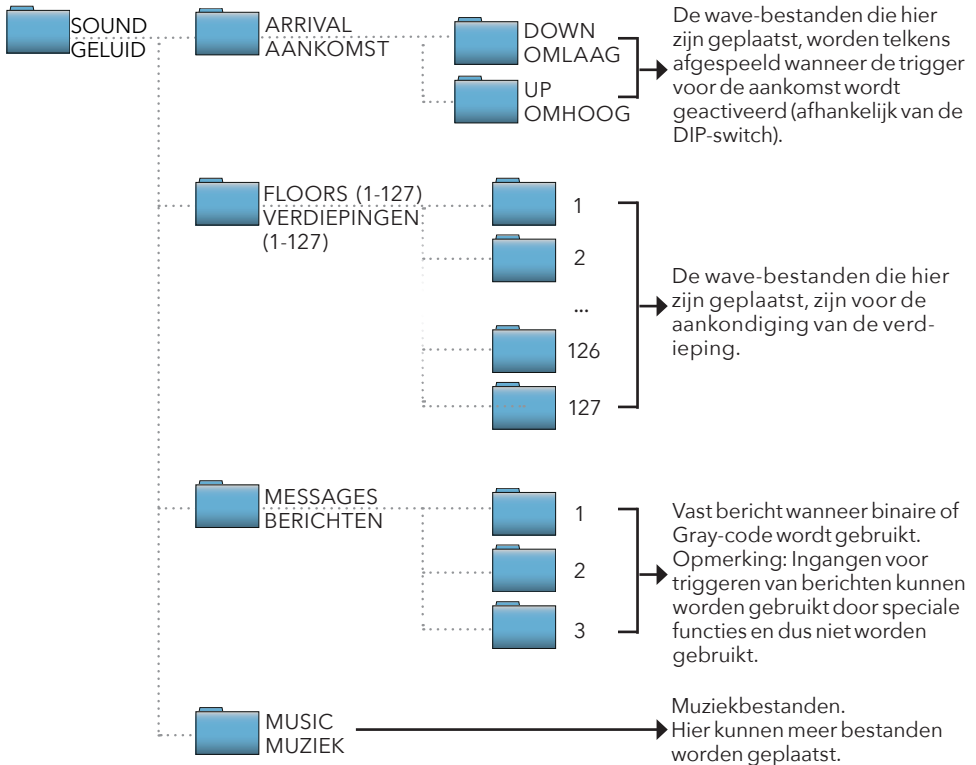 SOUND
GELUID
ARRIVAL
AANKOMST
DOWN
OMLAAG
UP
OMHOOG
De wave-bestanden die hier
zijn geplaatst, worden telkens
afgespeeld wanneer de trigger
voor de aankomst wordt
geactiveerd (afhankelijk van de
DIP-switch).
FLOORS (1-127)
VERDIEPINGEN
(1-127)
1
2
...
126
127
De wave-bestanden die hier
zijn geplaatst, zijn voor de
aankondiging van de verd-
ieping.
MESSAGES
BERICHTEN
1
2
3
Vast bericht wanneer binaire of
Gray-code wordt gebruikt.
Opmerking: Ingangen voor
triggeren van berichten kunnen
worden gebruikt door speciale
functies en dus niet worden
gebruikt.
MUSIC
MUZIEK
Muziekbestanden.
Hier kunnen meer bestanden
worden geplaatst.